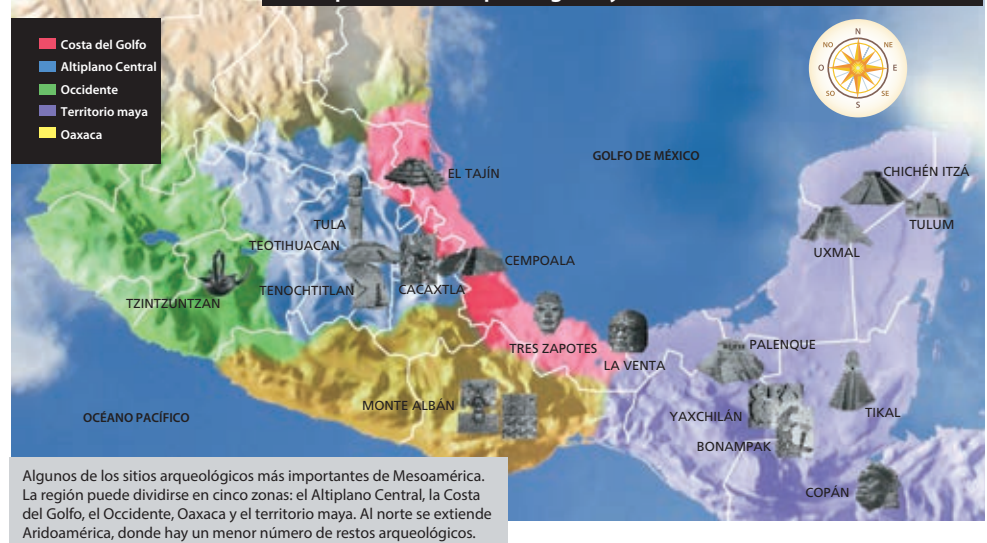 Costa del Golfo
Altiplano Central
Occidente
Territorio maya
Oaxaca
N
NO
NE
O
E
SO
SE
S
GOLFO DE MÉXICO
EL TAJÍN
CHICHÉN ITZÁ
TULUM
UXMAL
TULA
TEOTIHUACAN
CEMPOALA
TENOCHTITLAN
CACAXTLA
TZINTZUNTZAN
TRES ZAPOTES
LA VENTA
PALENQUE
MONTE ALBÁN
YAXCHILÁN
TIKAL
BONAMPAK
OCÉANO PACÍFICO
COPÁN
Algunos de los sitios arqueológicos más importantes de Mesoamérica.
La región puede dividirse en cinco zonas: el Altiplano Central, la Costa
del Golfo, el Occidente, Oaxaca y el territorio maya. Al norte se extiende
Aridoamérica, donde hay un menor número de restos arqueológicos.